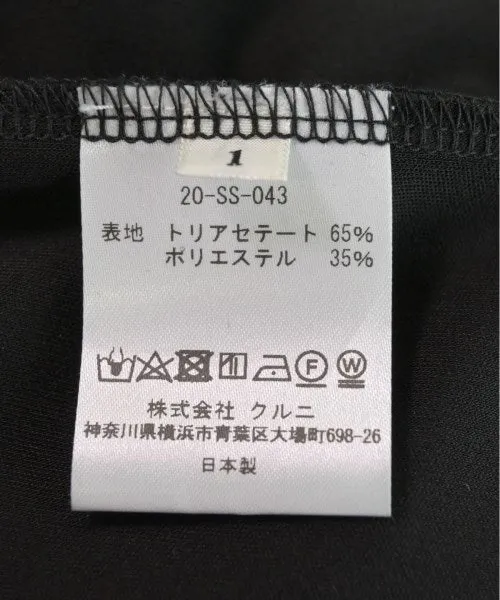 1
20-SS-043
表地 トリアセテート 65%
ポリエステル 35%
F W
株式会社 クルニ
神奈川県横浜市青葉区大場町698-26
日本製